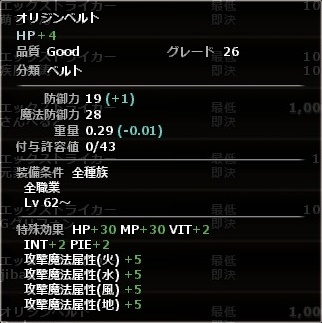 オリジンベルト
HP+4
品質 Good グレード 26
分類 ベルト
防御力 19 (+1)
魔法防御力 28
重量 0.29 (-0.01)
付与許容値 0/43
装備条件 全種族
全職業
Lv 62～
特殊効果 HP+30 MP+30 VIT+2
INT+2 PIE+2
攻撃魔法属性(火) +5
攻撃魔法属性(水) +5
攻撃魔法属性(風) +5
攻撃魔法属性(地) +5